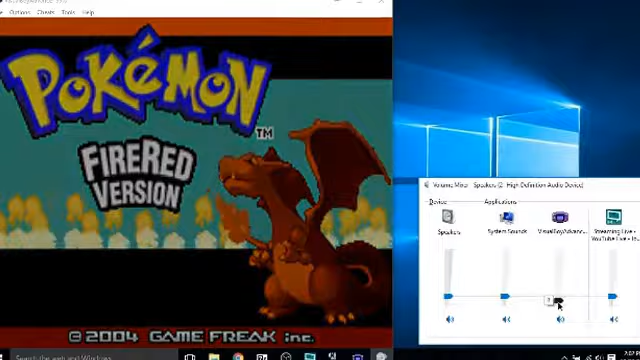 Options Cheats Tools Help
POKéMON
TM
FIRERED
VERSION
© 2004 GAME FREAK inc.
Volume Mixer - Speakers (2- High Definition Audio Device)
Device
Applications
Speakers
System Sounds
VisualBoyAdvanc...
Streaming Live -
Search the web and Windows